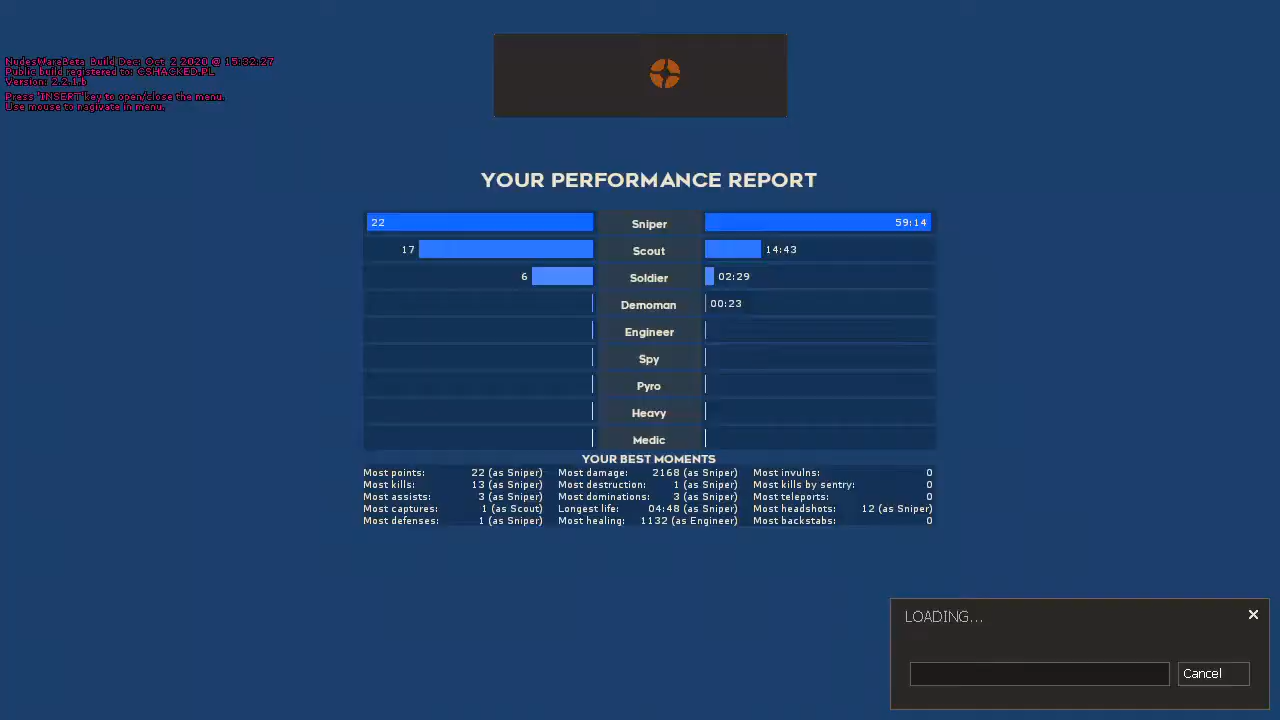 NudesWareBeta Build Dec: Oct 2 2020 @ 15:32:27
Public build registered to: CSHACKED.PL
Version: 2.2.1.b
Press 'INSERT' key to open/close the menu.
Use mouse to nagivate in menu.
YOUR PERFORMANCE REPORT
22 Sniper 59:14
17 Scout 14:43
6 Soldier 02:29
Demoman 00:23
Engineer
Spy
Pyro
Heavy
Medic
YOUR BEST MOMENTS
Most points: 22 (as Sniper) Most damage: 2168 (as Sniper) Most invulns: 0
Most kills: 13 (as Sniper) Most destruction: 1 (as Sniper) Most kills by sentry: 0
Most assists: 3 (as Sniper) Most dominations: 3 (as Sniper) Most teleports: 0
Most captures: 1 (as Scout) Longest life: 04:48 (as Sniper) Most headshots: 12 (as Sniper)
Most defenses: 1 (as Sniper) Most healing: 1132 (as Engineer) Most backstabs: 0
LOADING...
Cancel